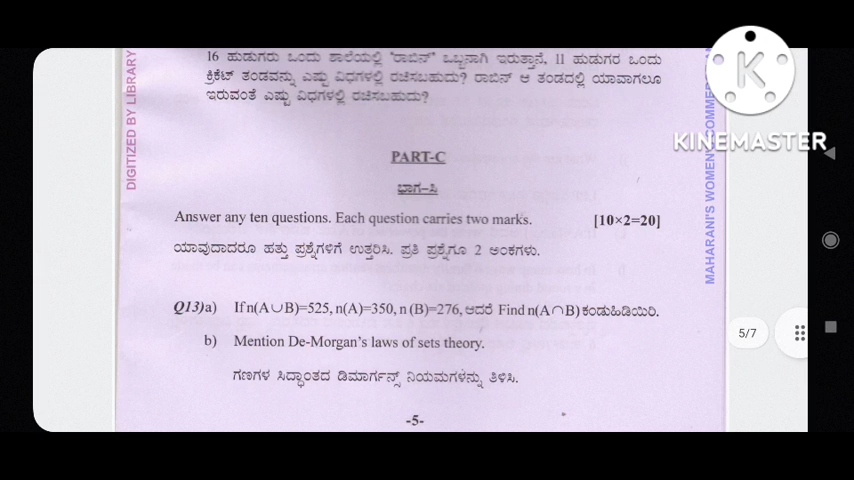 16 ಹುಡುಗರು ಒಂದು ಶಾಲೆಯಲ್ಲಿ 'ರಾಬಿನ್' ಒಬ್ಬನಾಗಿ ಇರುತ್ತಾನೆ, 11 ಹುಡುಗರ ಒಂದು
ಕ್ರಿಕೆಟ್ ತಂಡವನ್ನು ಎಷ್ಟು ವಿಧಗಳಲ್ಲಿ ರಚಿಸಬಹುದು? ರಾಬಿನ್ ಆ ತಂಡದಲ್ಲಿ ಯಾವಾಗಲೂ
ಇರುವಂತೆ ಎಷ್ಟು ವಿಧಗಳಲ್ಲಿ ರಚಿಸಬಹುದು?
DIGITIZED BY LIBRARY
K
KINEMASTER
MAHARANI'S WOMEN'S COMMER
PART-C
ಭಾಗ-ಸಿ
Answer any ten questions. Each question carries two marks. [10×2=20]
ಯಾವುದಾದರೂ ಹತ್ತು ಪ್ರಶ್ನೆಗಳಿಗೆ ಉತ್ತರಿಸಿ. ಪ್ರತಿ ಪ್ರಶ್ನೆಗೂ 2 ಅಂಕಗಳು.
Q13)a) If n(A∪B)=525, n(A)=350, n (B)=276, ಆದರೆ Find n(A∩B) ಕಂಡುಹಿಡಿಯಿರಿ.
b) Mention De-Morgan's laws of sets theory.
ಗಣಗಳ ಸಿದ್ಧಾಂತದ ಡಿಮಾರ್ಗನ್ಸ್ ನಿಯಮಗಳನ್ನು ತಿಳಿಸಿ.
-5-
5/7